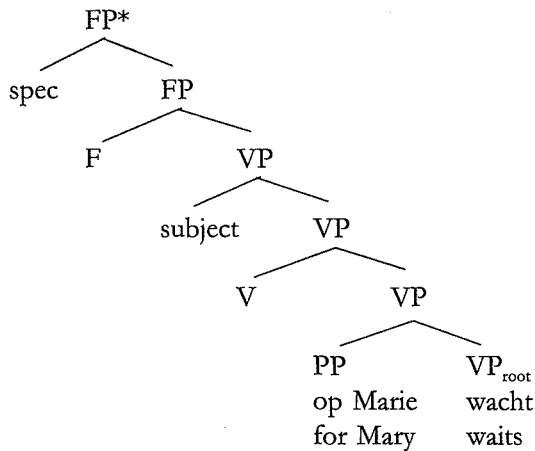 FP*
spec FP
F VP
subject VP
V VP
PP VProot
op Marie wacht
for Mary waits